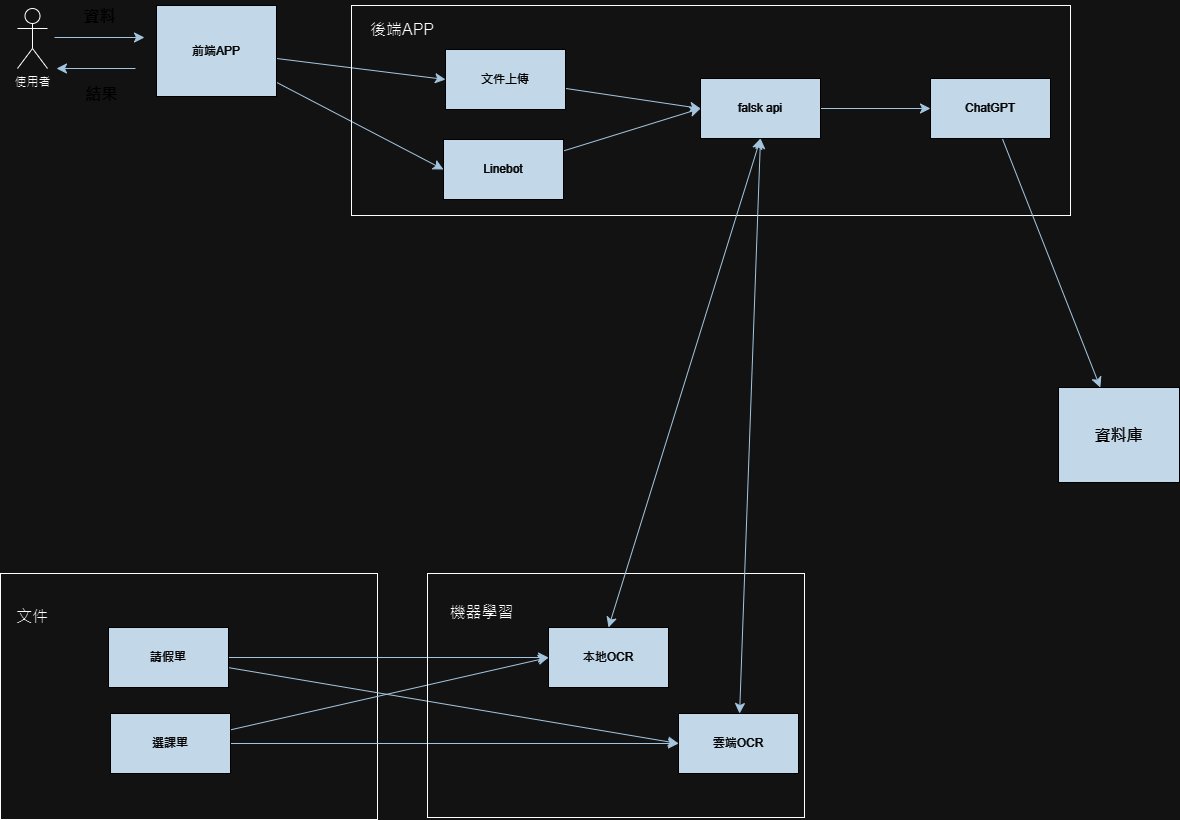 資料
使用者
結果
前端APP
後端APP
文件上傳
Linebot
falsk api
ChatGPT
資料庫
文件
請假單
選課單
機器學習
本地OCR
雲端OCR